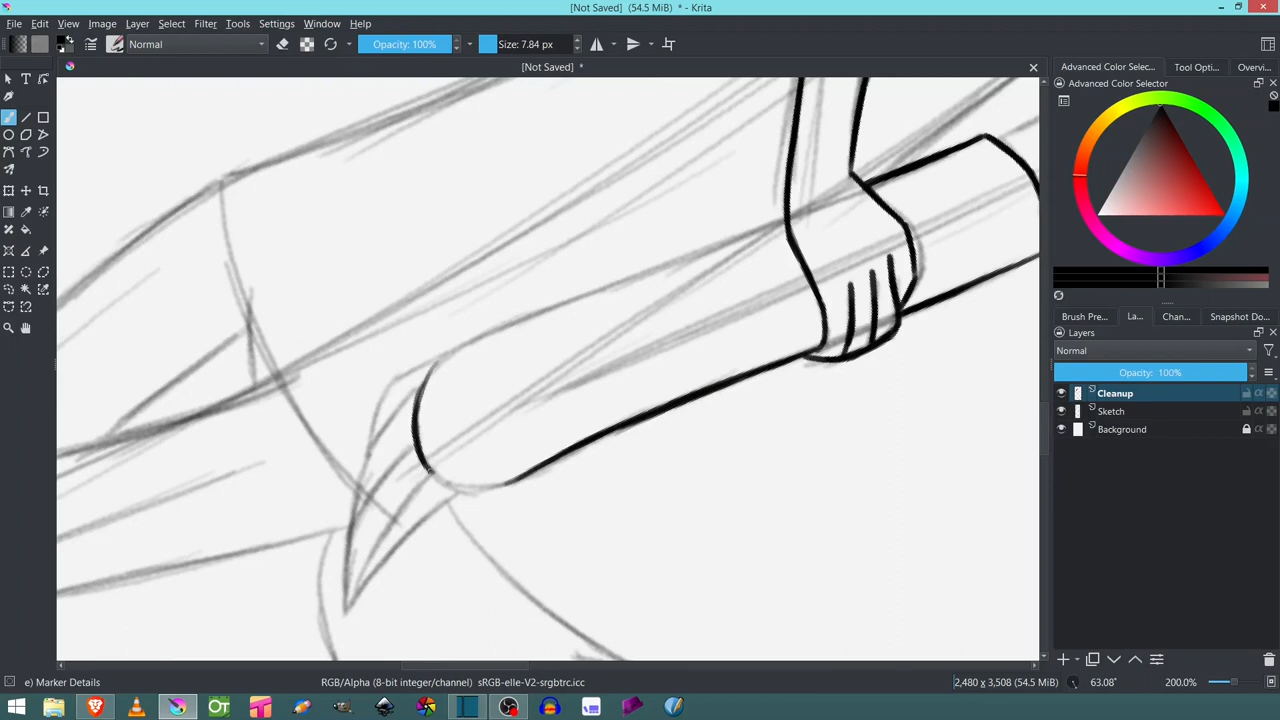 [Not Saved] (54.5 MiB) * - Krita
File Edit View Image Layer Select Filter Tools Settings Window Help
Normal Opacity: 100% Size: 7.84 px
[Not Saved] *
Advanced Color Selec... Tool Opti... Overvi...
Advanced Color Selector
Brush Pre... La... Chan... Snapshot Do...
Layers
Normal
Opacity: 100%
Cleanup
Sketch
Background
e) Marker Details RGB/Alpha (8-bit integer/channel) sRGB-elle-V2-srgbtrc.icc 2,480 x 3,508 (54.5 MiB) 63.08° 200.0%
OT